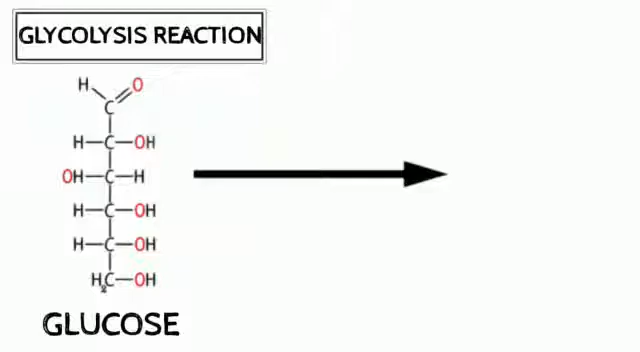 GLYCOLYSIS REACTION
H O
C
H-C-OH
OH-C-H
H-C-OH
H-C-OH
H₂C-OH
GLUCOSE